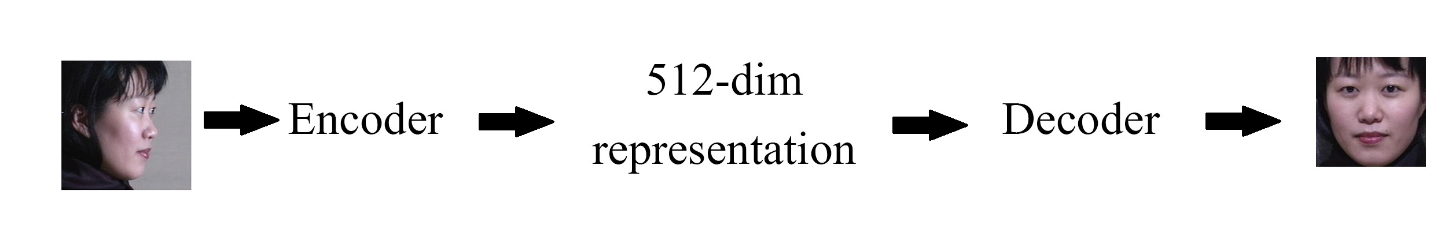 Encoder
512-dim
representation
Decoder